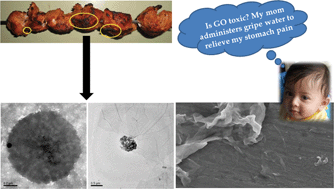 Is GO toxic? My mom
administers gripe water to
relieve my stomach pain